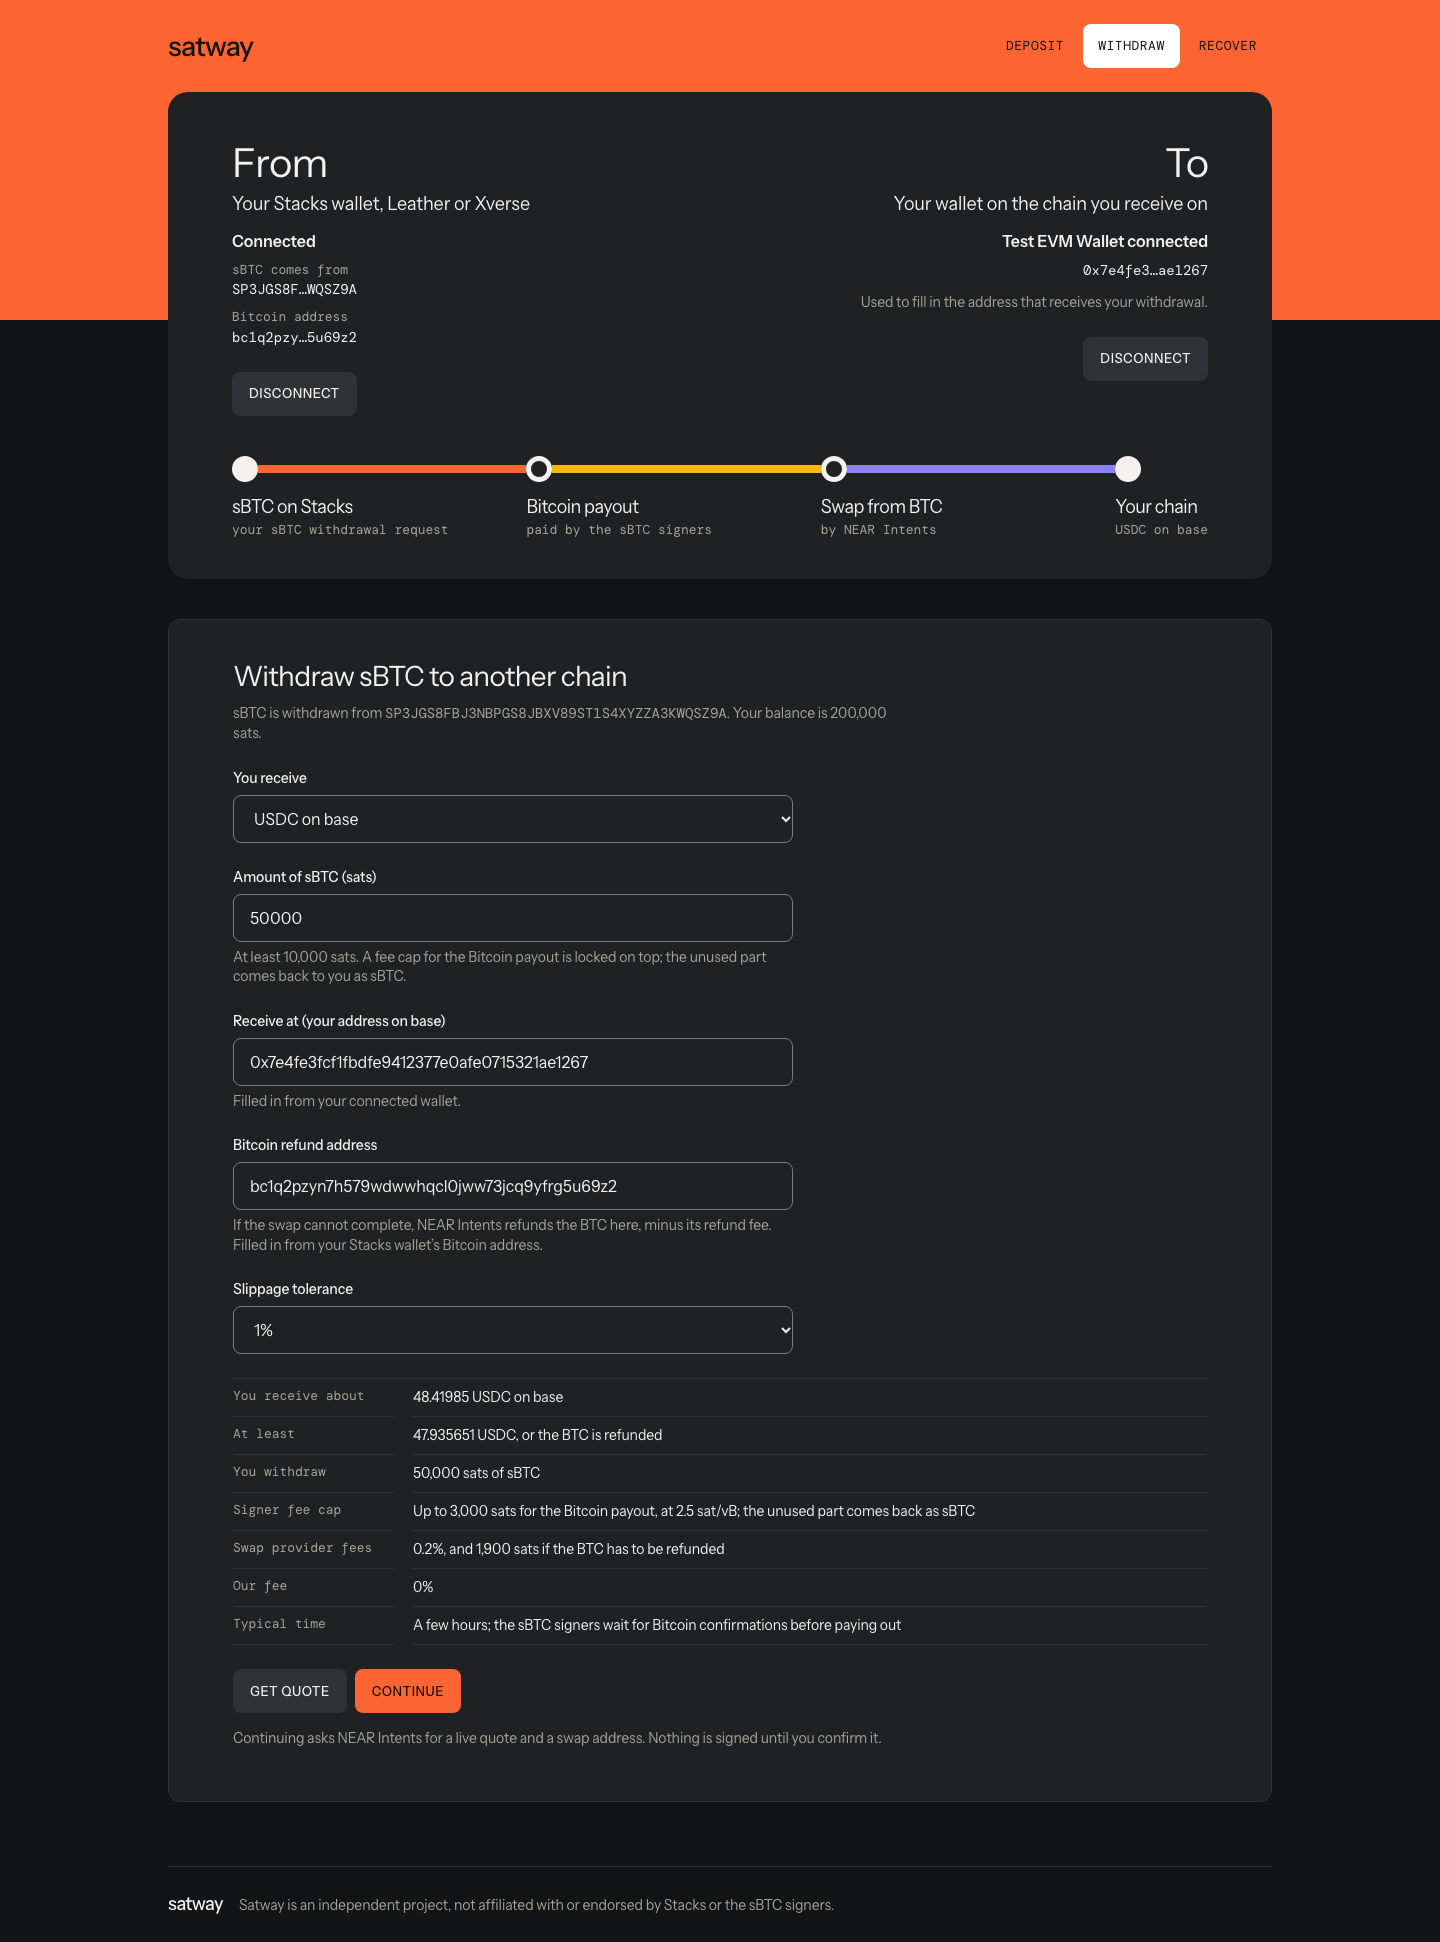 satway
DEPOSIT
WITHDRAW
RECOVER
From
Your Stacks wallet, Leather or Xverse
Connected
sBTC comes from
SP3JGS8F…WQSZ9A
Bitcoin address
bc1q2pzy…5u69z2
DISCONNECT
To
Your wallet on the chain you receive on
Test EVM Wallet connected
0x7e4fe3…ae1267
Used to fill in the address that receives your withdrawal.
DISCONNECT
sBTC on Stacks
your sBTC withdrawal request
Bitcoin payout
paid by the sBTC signers
Swap from BTC
by NEAR Intents
Your chain
USDC on base
Withdraw sBTC to another chain
sBTC is withdrawn from SP3JGS8FBJ3NBPGS8JBXV89ST1S4XYZZA3KWQSZ9A. Your balance is 200,000
sats.
You receive
USDC on base
Amount of sBTC (sats)
50000
At least 10,000 sats. A fee cap for the Bitcoin payout is locked on top; the unused part
comes back to you as sBTC.
Receive at (your address on base)
0x7e4fe3fcf1fbdfe9412377e0afe0715321ae1267
Filled in from your connected wallet.
Bitcoin refund address
bc1q2pzyn7h579wdwwhqcl0jww73jcq9yfrg5u69z2
If the swap cannot complete, NEAR Intents refunds the BTC here, minus its refund fee.
Filled in from your Stacks wallet's Bitcoin address.
Slippage tolerance
1%
You receive about
48.41985 USDC on base
At least
47.935651 USDC, or the BTC is refunded
You withdraw
50,000 sats of sBTC
Signer fee cap
Up to 3,000 sats for the Bitcoin payout, at 2.5 sat/vB; the unused part comes back as sBTC
Swap provider fees
0.2%, and 1,900 sats if the BTC has to be refunded
Our fee
0%
Typical time
A few hours; the sBTC signers wait for Bitcoin confirmations before paying out
GET QUOTE
CONTINUE
Continuing asks NEAR Intents for a live quote and a swap address. Nothing is signed until you confirm it.
satway
Satway is an independent project, not affiliated with or endorsed by Stacks or the sBTC signers.